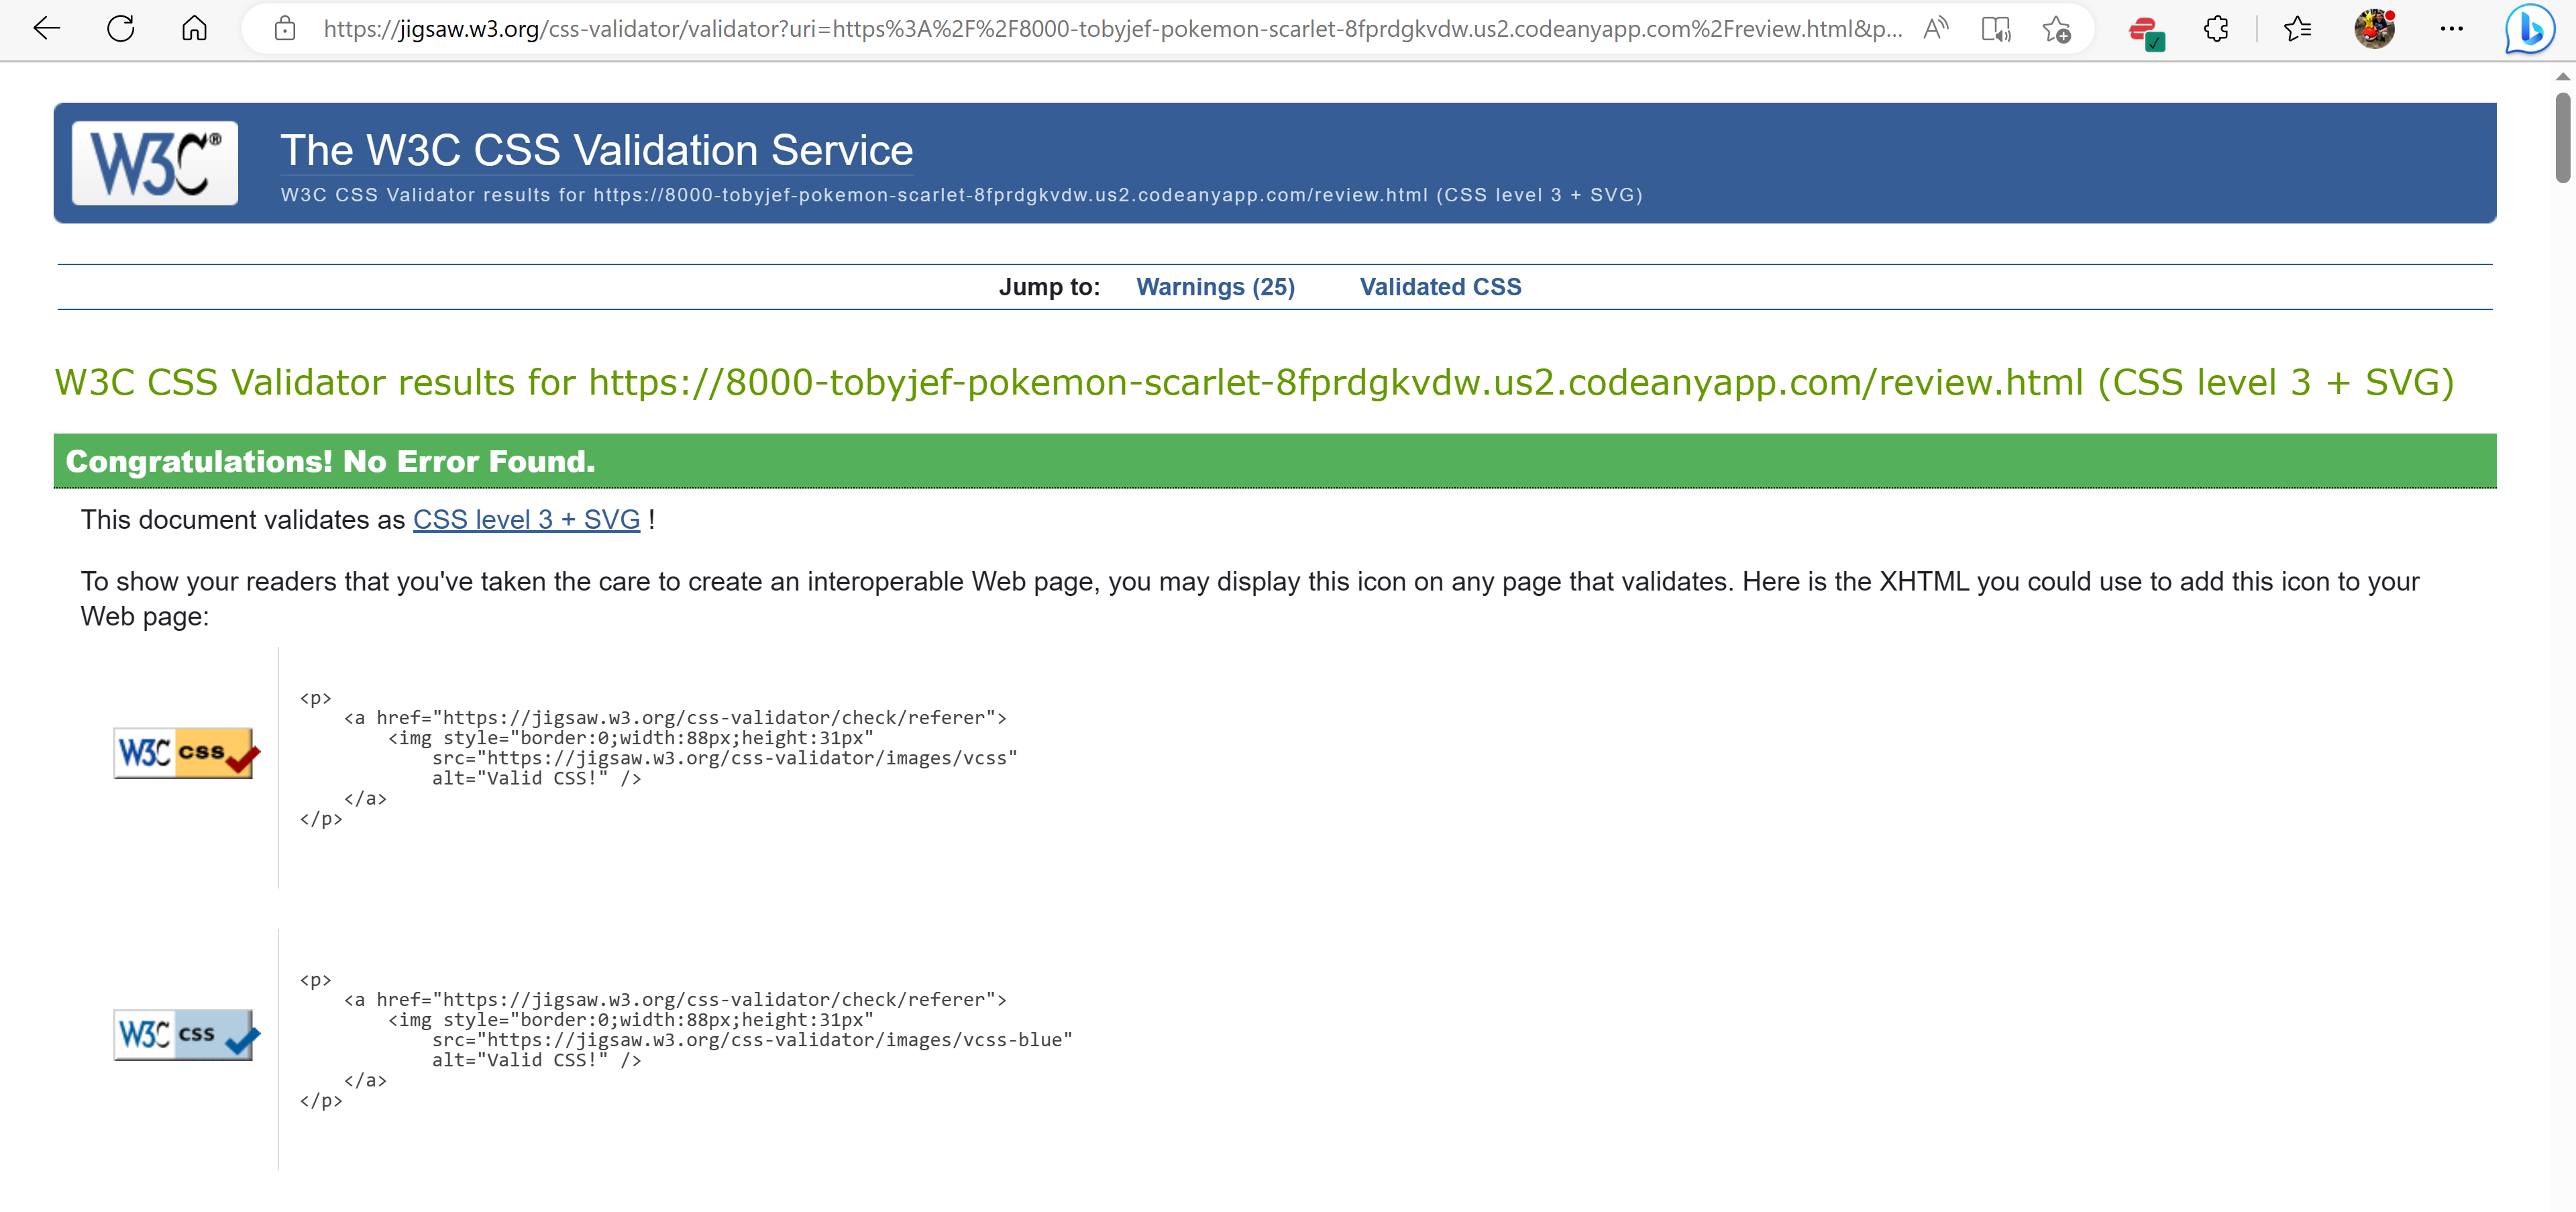 https://jigsaw.w3.org/css-validator/validator?uri=https%3A%2F%2F8000-tobyjef-pokemon-scarlet-8fprdgkvdw.us2.codeanyapp.com%2Freview.html&p...
W3C®
The W3C CSS Validation Service
W3C CSS Validator results for https://8000-tobyjef-pokemon-scarlet-8fprdgkvdw.us2.codeanyapp.com/review.html (CSS level 3 + SVG)
Jump to: Warnings (25) Validated CSS
W3C CSS Validator results for https://8000-tobyjef-pokemon-scarlet-8fprdgkvdw.us2.codeanyapp.com/review.html (CSS level 3 + SVG)
Congratulations! No Error Found.
This document validates as CSS level 3 + SVG !
To show your readers that you've taken the care to create an interoperable Web page, you may display this icon on any page that validates. Here is the XHTML you could use to add this icon to your
Web page:
W3C css
<p>
    <a href="https://jigsaw.w3.org/css-validator/check/referer">
        <img style="border:0;width:88px;height:31px"
            src="https://jigsaw.w3.org/css-validator/images/vcss"
            alt="Valid CSS!" />
    </a>
</p>
W3C css
<p>
    <a href="https://jigsaw.w3.org/css-validator/check/referer">
        <img style="border:0;width:88px;height:31px"
            src="https://jigsaw.w3.org/css-validator/images/vcss-blue"
            alt="Valid CSS!" />
    </a>
</p>